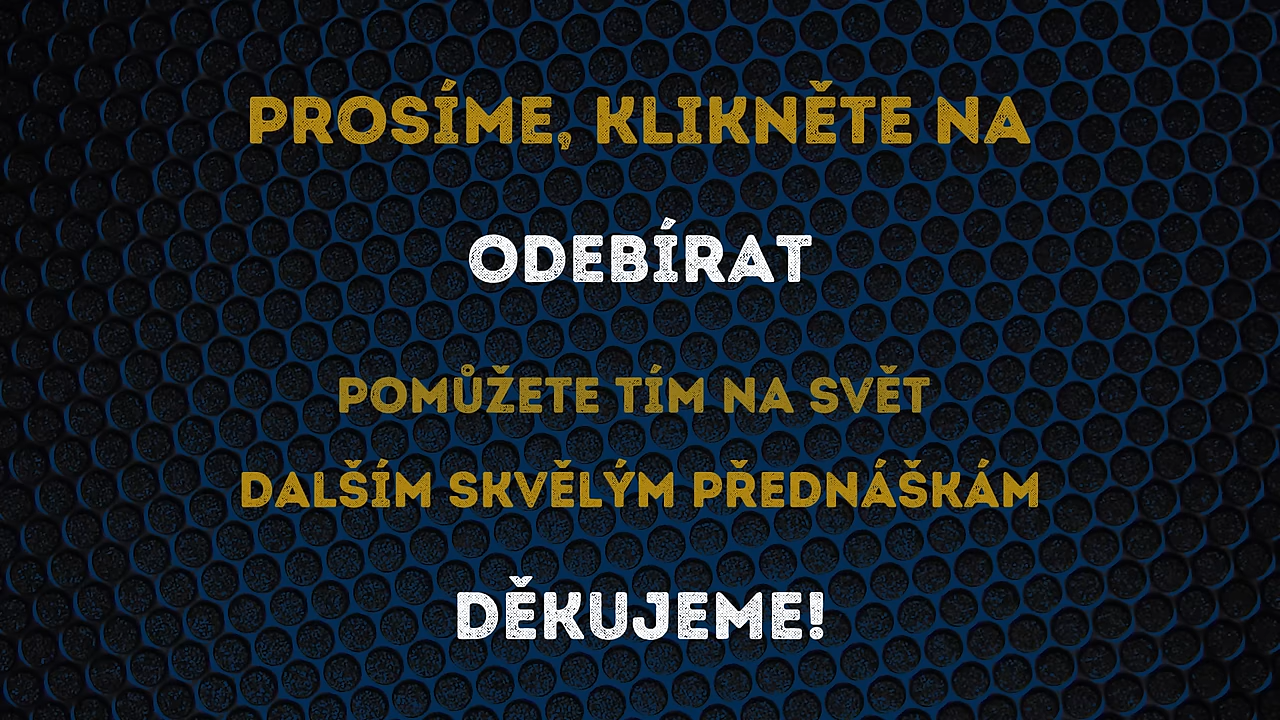 PROSÍME, KLIKNĚTE NA
ODEBÍRAT
POMŮŽETE TÍM NA SVĚT
DALŠÍM SKVĚLÝM PŘEDNÁŠKÁM
DĚKUJEME!